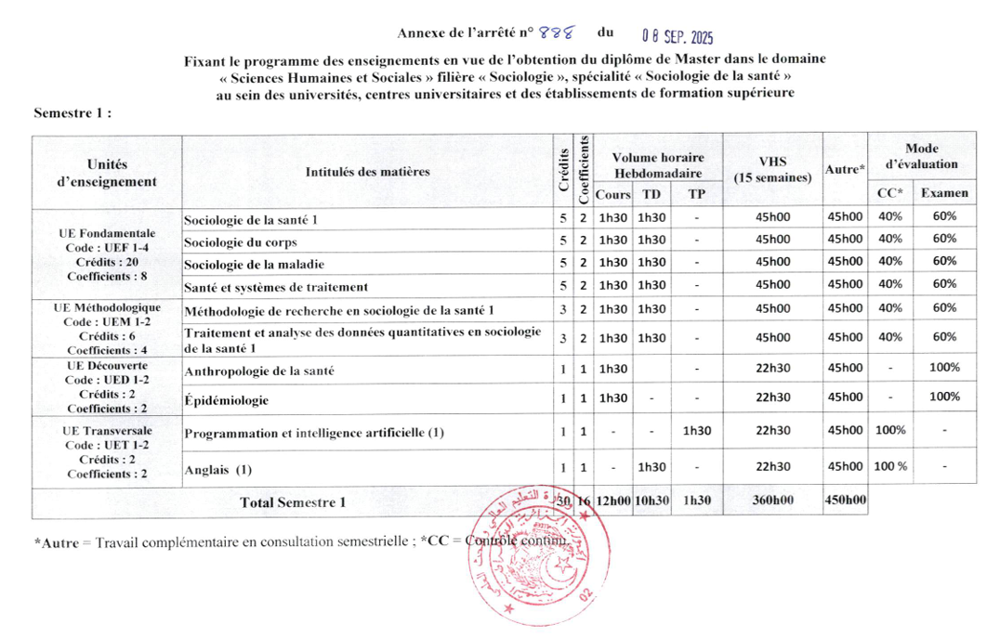 Annexe de l'arrêté n° 888 du 08 SEP. 2025
Fixant le programme des enseignements en vue de l'obtention du diplôme de Master dans le domaine
« Sciences Humaines et Sociales » filière « Sociologie », spécialité « Sociologie de la santé »
au sein des universités, centres universitaires et des établissements de formation supérieure
Semestre 1 :
Unités d'enseignement Intitulés des matières Crédits Coefficients Volume horaire Hebdomadaire VHS (15 semaines) Autre* Mode d'évaluation
Cours TD TP CC* Examen
UE Fondamentale
Code : UEF 1-4
Crédits : 20
Coefficients : 8
Sociologie de la santé 1 5 2 1h30 1h30 - 45h00 45h00 40% 60%
Sociologie du corps 5 2 1h30 1h30 - 45h00 45h00 40% 60%
Sociologie de la maladie 5 2 1h30 1h30 - 45h00 45h00 40% 60%
Santé et systèmes de traitement 5 2 1h30 1h30 - 45h00 45h00 40% 60%
UE Méthodologique
Code : UEM 1-2
Crédits : 6
Coefficients : 4
Méthodologie de recherche en sociologie de la santé 1 3 2 1h30 1h30 - 45h00 45h00 40% 60%
Traitement et analyse des données quantitatives en sociologie
de la santé 1 3 2 1h30 1h30 - 45h00 45h00 40% 60%
UE Découverte
Code : UED 1-2
Crédits : 2
Coefficients : 2
Anthropologie de la santé 1 1 1h30 - 22h30 45h00 - 100%
Épidémiologie 1 1 1h30 - - 22h30 45h00 - 100%
UE Transversale
Code : UET 1-2
Crédits : 2
Coefficients : 2
Programmation et intelligence artificielle (1) 1 1 - - 1h30 22h30 45h00 100% -
Anglais (1) 1 1 - 1h30 - 22h30 45h00 100 % -
Total Semestre 1 30 16 12h00 10h30 1h30 360h00 450h00
*Autre = Travail complémentaire en consultation semestrielle ; *CC = Contrôle continu.
02